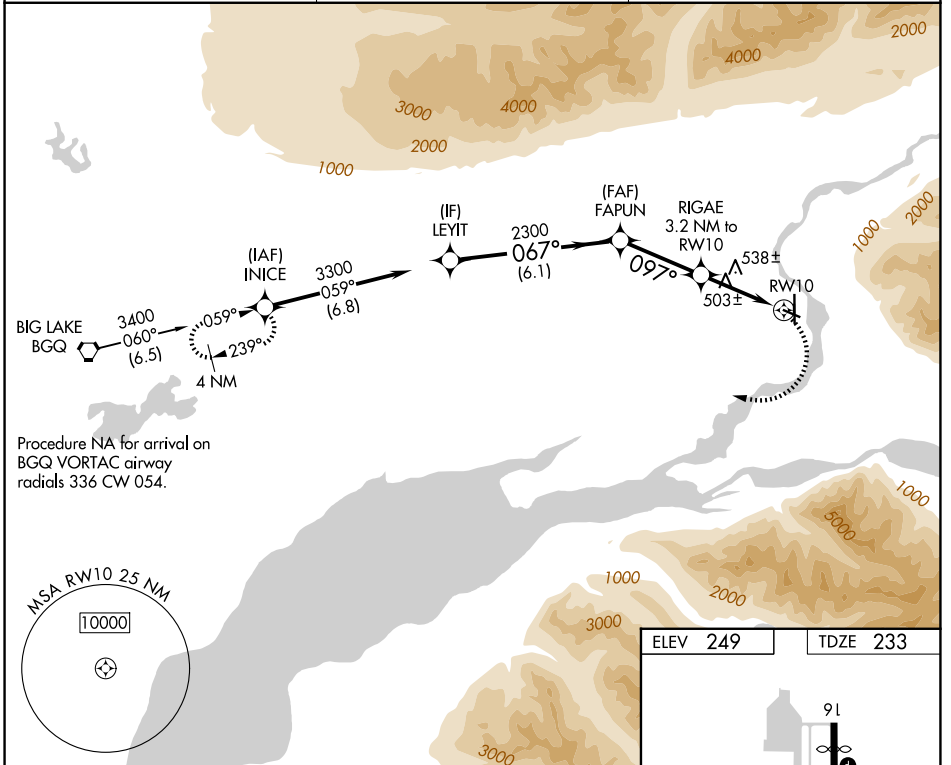 2000
4000
3000
4000
2000
1000
1000
2000
(FAF)
FAPUN
RIGAE
3.2 NM to
RW10
(IF)
LEYIT
2300
067°
(6.1)
097°
538±
503±
RW10
(IAF)
INICE
3300
059°
(6.8)
BIG LAKE
BGQ
3400
060°
(6.5)
059°
239°
4 NM
Procedure NA for arrival on
BGQ VORTAC airway
radials 336 CW 054.
1000
5000
1000
2000
3000
3000
MSA RW10 25 NM
10000
ELEV 249
TDZE 233
16